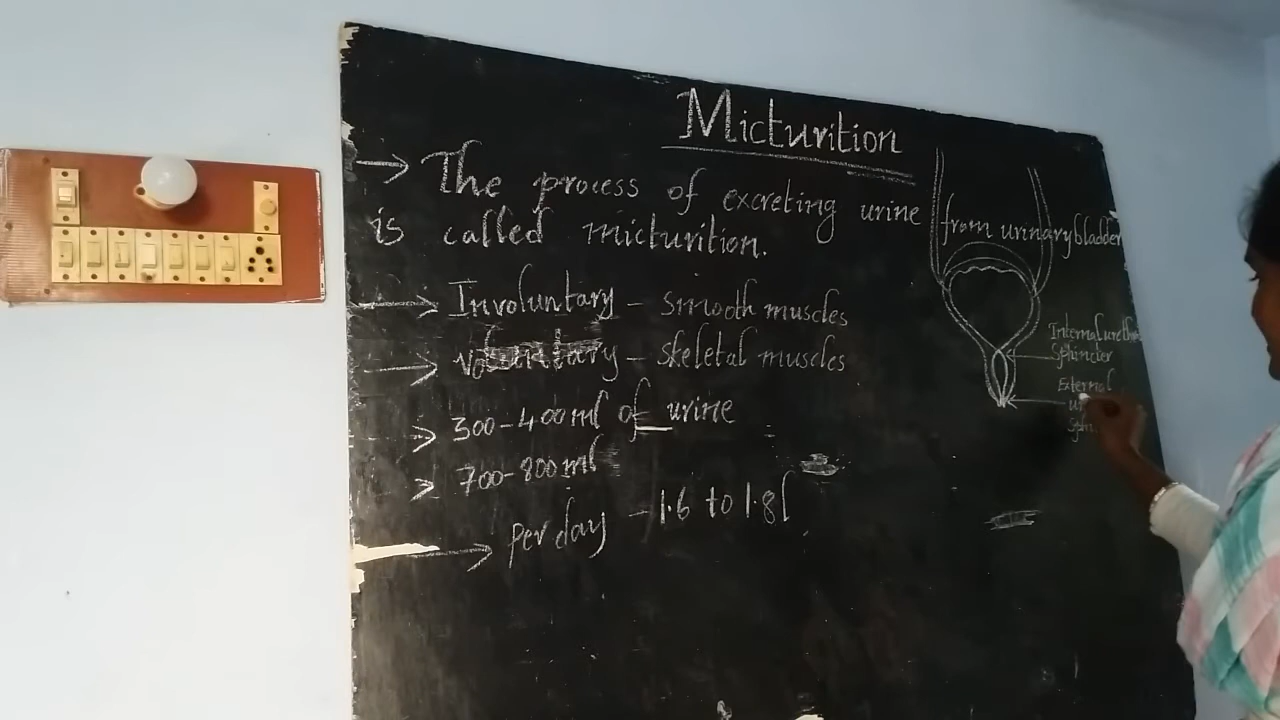 Micturition
→ The process of excreting urine from urinary bladder
is called micturition.
→ Involuntary - smooth muscles
→ Voluntary - skeletal muscles
→ 300-400ml of urine
→ 700-800ml
→ per day - 1.6 to 1.8l
Internal
Sphincter
External